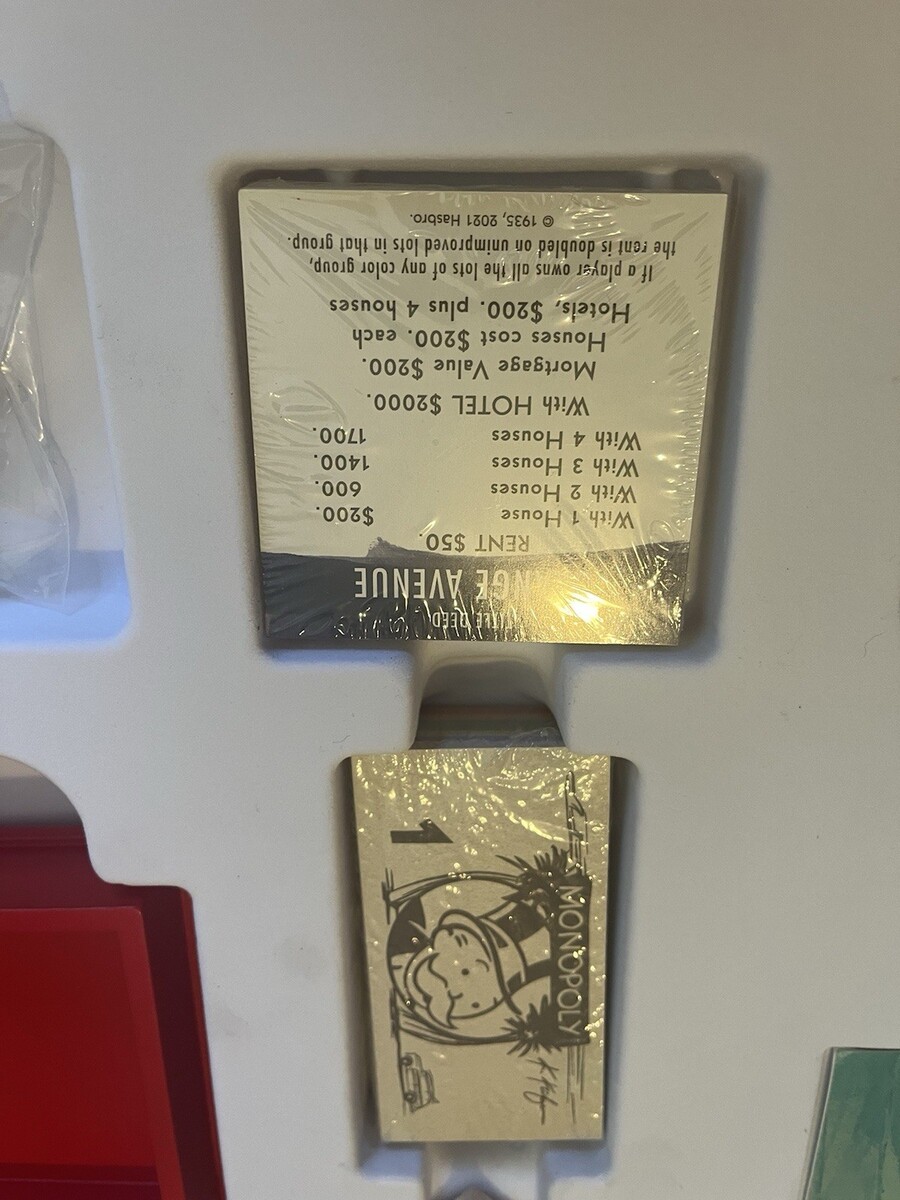 TITLE DEED
NGE AVENUE
RENT $50.
With 1 House $200.
With 2 Houses 600.
With 3 Houses 1400.
With 4 Houses 1700.
With HOTEL $2000.
Mortgage Value $200.
Houses cost $200. each
Hotels, $200. plus 4 houses
If a player owns all the lots of any color group,
the rent is doubled on unimproved lots in that group.
© 1935, 2021 Hasbro.
1
MONOPOLY